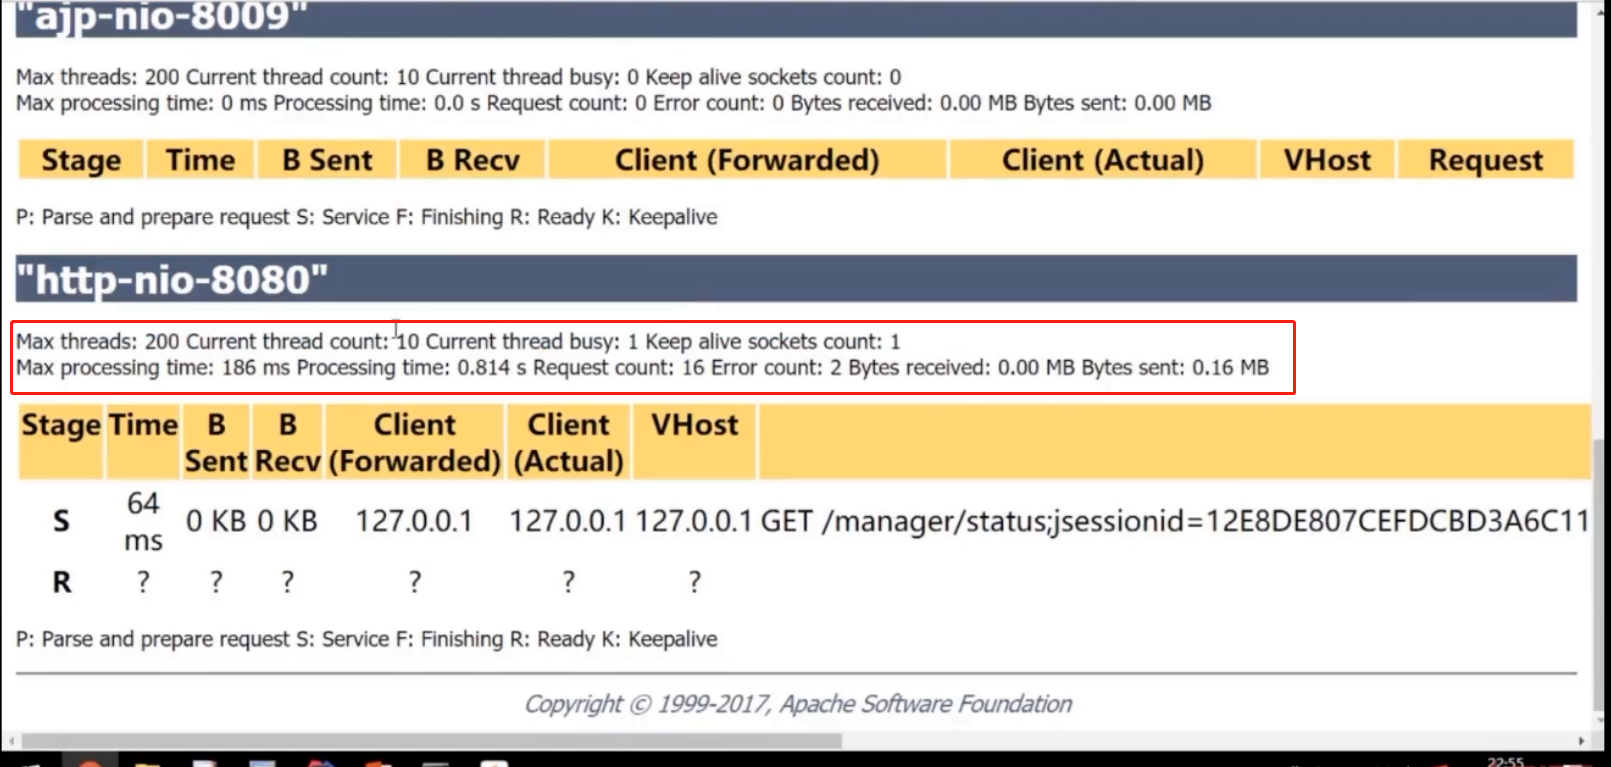 "ajp-nio-8009"
Max threads: 200 Current thread count: 10 Current thread busy: 0 Keep alive sockets count: 0
Max processing time: 0 ms Processing time: 0.0 s Request count: 0 Error count: 0 Bytes received: 0.00 MB Bytes sent: 0.00 MB
Stage Time B Sent B Recv Client (Forwarded) Client (Actual) VHost Request
P: Parse and prepare request S: Service F: Finishing R: Ready K: Keepalive
"http-nio-8080"
Max threads: 200 Current thread count: 10 Current thread busy: 1 Keep alive sockets count: 1
Max processing time: 186 ms Processing time: 0.814 s Request count: 16 Error count: 2 Bytes received: 0.00 MB Bytes sent: 0.16 MB
Stage Time B Sent B Recv Client (Forwarded) Client (Actual) VHost
S 64 ms 0 KB 0 KB 127.0.0.1 127.0.0.1 127.0.0.1 GET /manager/status;jsessionid=12E8DE807CEFDCBD3A6C11
R ? ? ? ? ? ?
P: Parse and prepare request S: Service F: Finishing R: Ready K: Keepalive
Copyright © 1999-2017, Apache Software Foundation
22:55